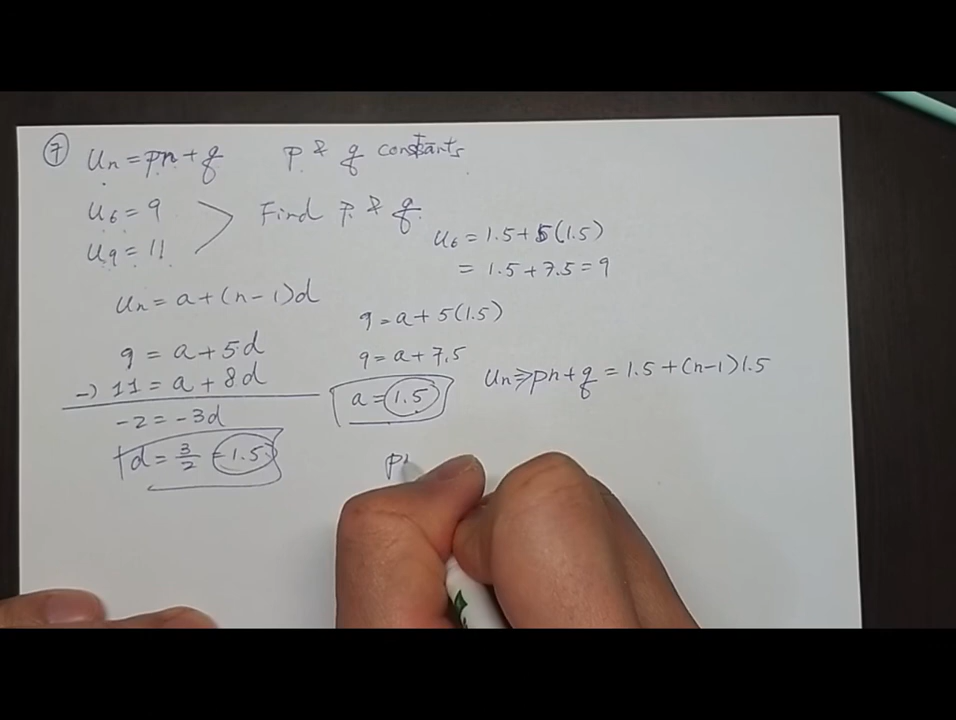 ⑦ Un = pn + q p & q constants
U6 = 9
U9 = 11
Find p & q.
Un = a + (n-1)d
9 = a + 5d
-) 11 = a + 8d
-2 = -3d
+d = 3/2 = 1.5
U6 = 1.5 + 5(1.5)
= 1.5 + 7.5 = 9
9 = a + 5(1.5)
9 = a + 7.5
a = 1.5
Un ⇒ pn + q = 1.5 + (n-1)1.5